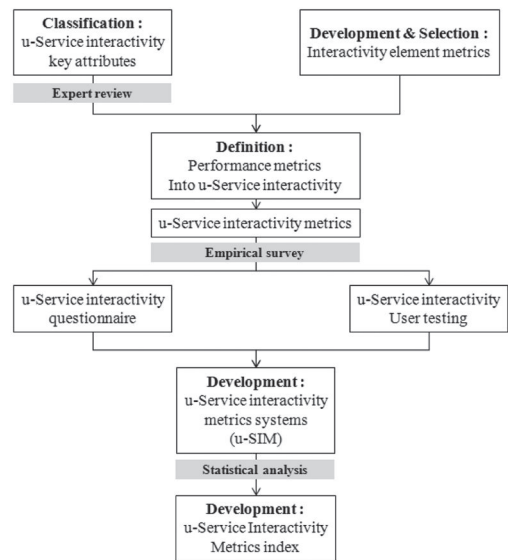 Classification :
u-Service interactivity
key attributes
Development & Selection :
Interactivity element metrics
Expert review
Definition :
Performance metrics
Into u-Service interactivity
u-Service interactivity metrics
Empirical survey
u-Service interactivity
questionnaire
u-Service interactivity
User testing
Development :
u-Service interactivity
metrics systems
(u-SIM)
Statistical analysis
Development :
u-Service Interactivity
Metrics index